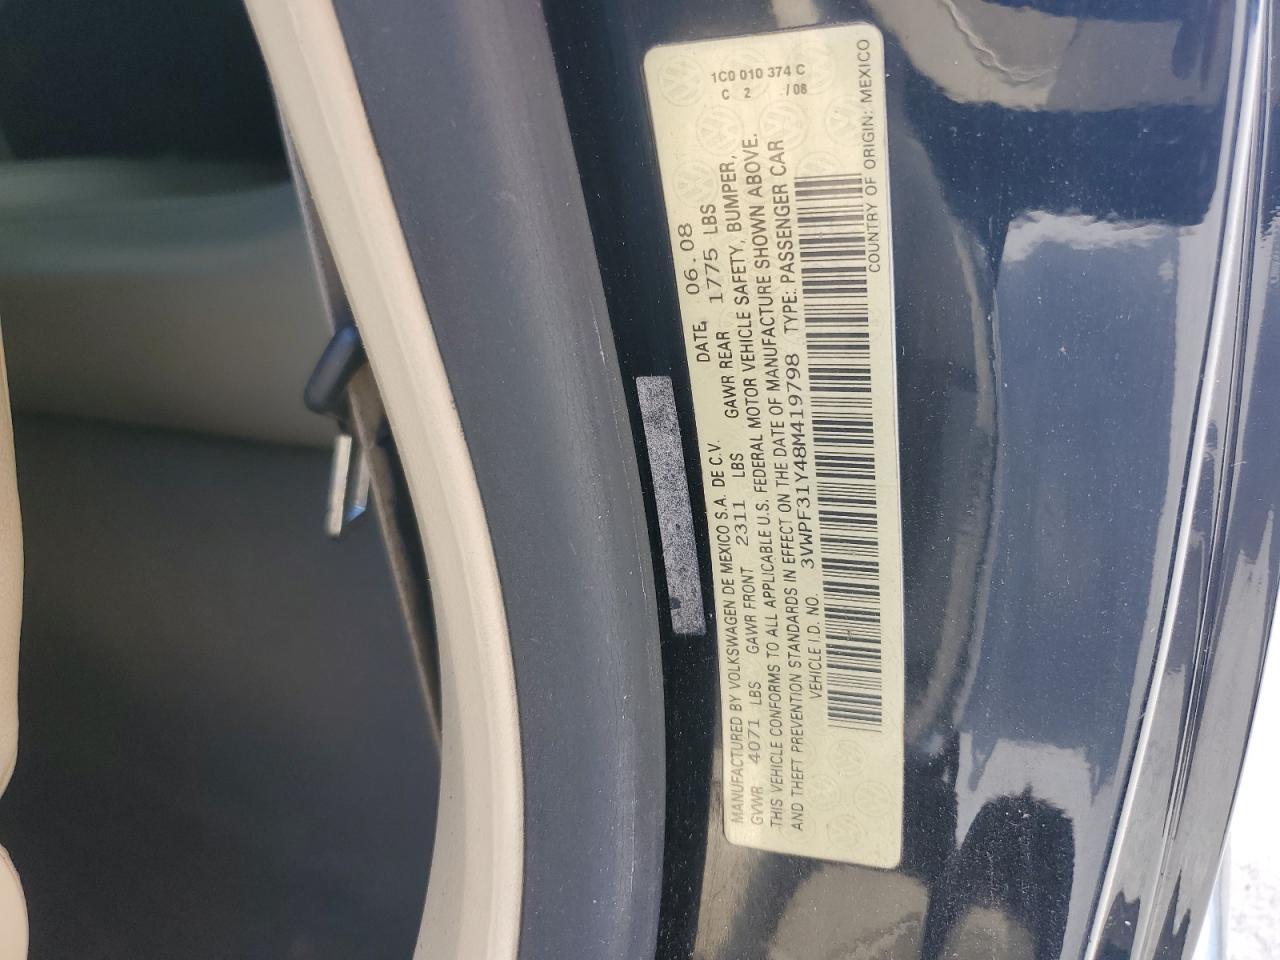 MANUFACTURED BY VOLKSWAGEN DE MEXICO S.A. DE C.V. DATE 06.08 1C0 010 374 C
GVWR 4071 LBS GAWR FRONT 2311 LBS GAWR REAR 1775 LBS C 2 /08
THIS VEHICLE CONFORMS TO ALL APPLICABLE U.S. FEDERAL MOTOR VEHICLE SAFETY, BUMPER,
AND THEFT PREVENTION STANDARDS IN EFFECT ON THE DATE OF MANUFACTURE SHOWN ABOVE.
VEHICLE I.D. NO. 3VWPF31Y48M419798 TYPE: PASSENGER CAR
COUNTRY OF ORIGIN: MEXICO